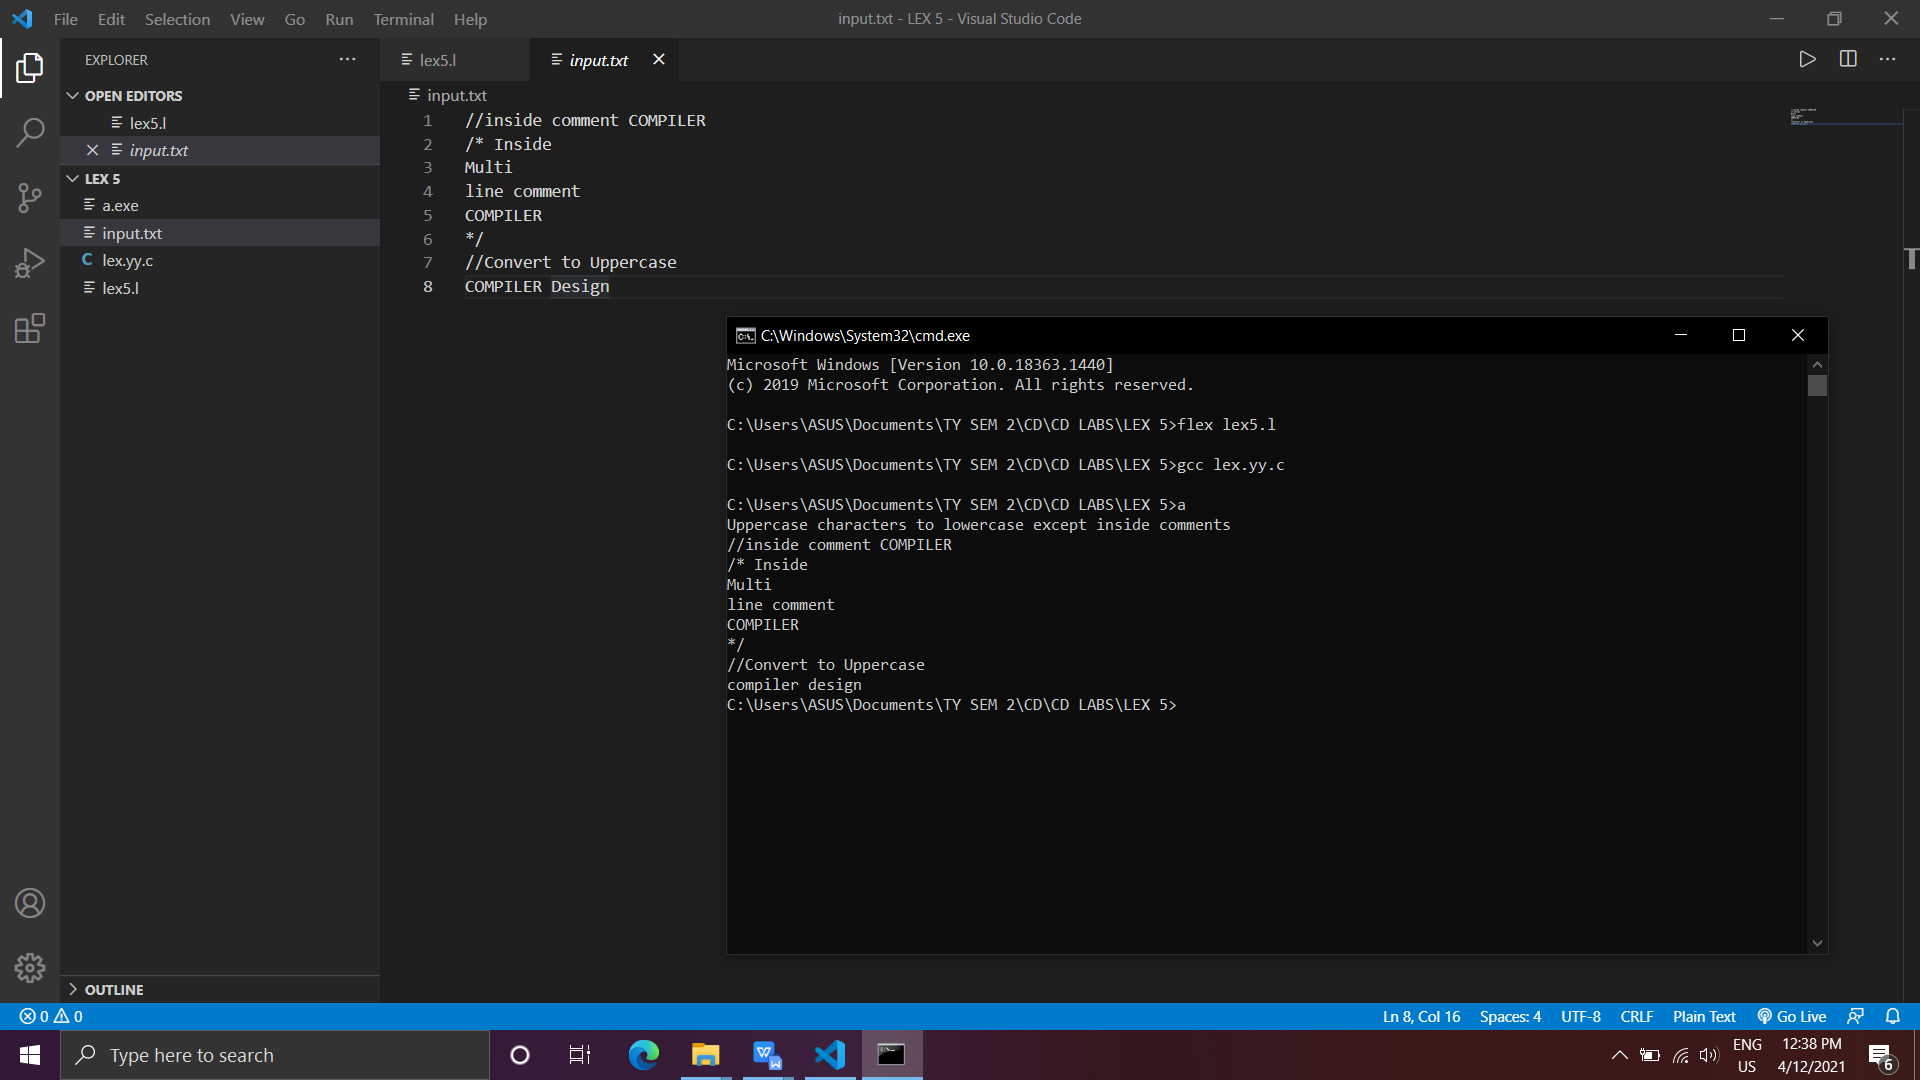 File Edit Selection View Go Run Terminal Help
input.txt - LEX 5 - Visual Studio Code
EXPLORER
OPEN EDITORS
lex5.l
input.txt
LEX 5
a.exe
input.txt
C lex.yy.c
lex5.l
OUTLINE
lex5.l
input.txt
input.txt
1 //inside comment COMPILER
2 /* Inside
3 Multi
4 line comment
5 COMPILER
6 */
7 //Convert to Uppercase
8 COMPILER Design
C:\Windows\System32\cmd.exe
Microsoft Windows [Version 10.0.18363.1440]
(c) 2019 Microsoft Corporation. All rights reserved.
C:\Users\ASUS\Documents\TY SEM 2\CD\CD LABS\LEX 5>flex lex5.l
C:\Users\ASUS\Documents\TY SEM 2\CD\CD LABS\LEX 5>gcc lex.yy.c
C:\Users\ASUS\Documents\TY SEM 2\CD\CD LABS\LEX 5>a
Uppercase characters to lowercase except inside comments
//inside comment COMPILER
/* Inside
Multi
line comment
COMPILER
*/
//Convert to Uppercase
compiler design
C:\Users\ASUS\Documents\TY SEM 2\CD\CD LABS\LEX 5>
0 0
Ln 8, Col 16 Spaces: 4 UTF-8 CRLF Plain Text Go Live
Type here to search
ENG
US
12:38 PM
4/12/2021
6